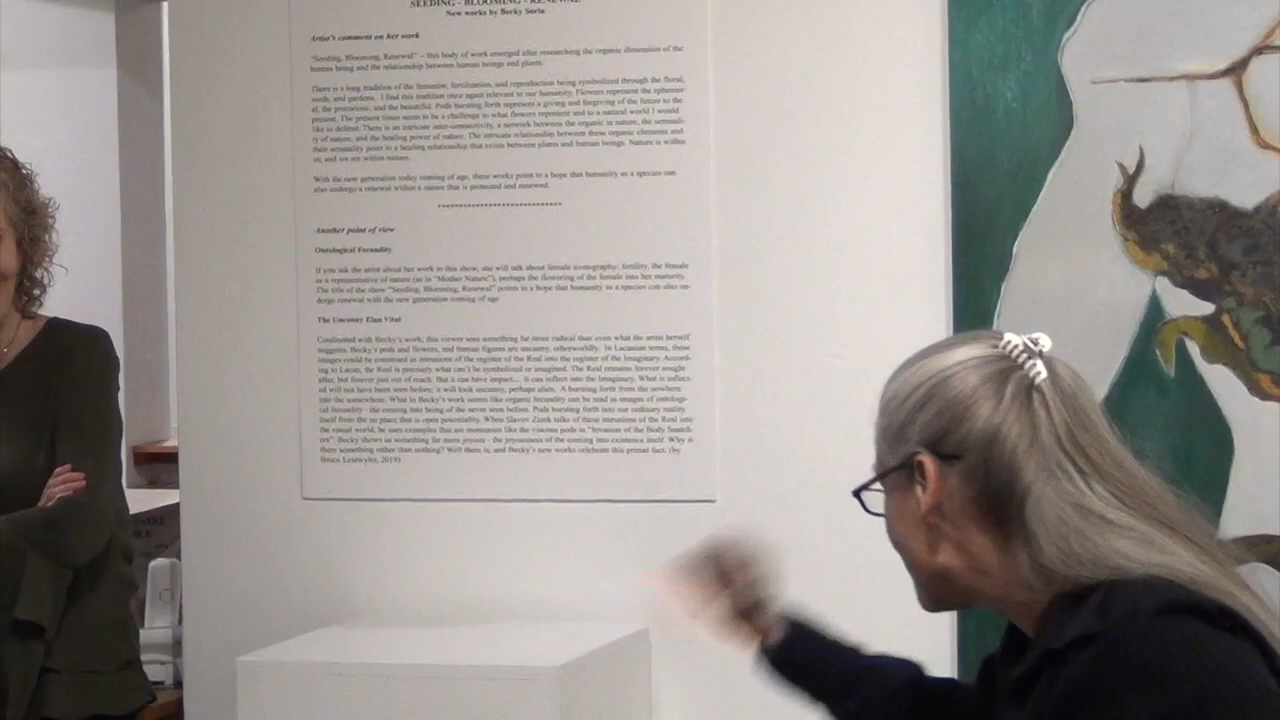 SEEDING - BLOOMING - RENEWAL
New works by Becky Soria
Artist's comment on her work
"Seeding, Blooming, Renewal" – this body of work emerged after researching the organic dimension of the
human being and the relationship between human beings and plants.
There is a long tradition of the feminine, fertilization, and reproduction being symbolized through the floral,
seeds, and gardens. I find this tradition once again relevant to our humanity. Flowers represent the ephemer-
al, the precarious, and the beautiful. Pods bursting forth represent a giving and forgiving of the future to the
present. The present times seem to be a challenge to what flowers represent and to a natural world I would
like to defend. There is an intricate inter-connectivity, a network between the organic in nature, the sensuali-
ty of nature, and the healing power of nature. The intricate relationship between these organic elements and
their sensuality point to a healing relationship that exists between plants and human beings. Nature is within
us, and we are within nature.
With the new generation today coming of age, these works point to a hope that humanity as a species can
also undergo a renewal within a nature that is protected and renewed.
******************************
Another point of view
Ontological Fecundity
If you ask the artist about her work in this show, she will talk about female iconography: fertility, the female
as a representative of nature (as in "Mother Nature"), perhaps the flowering of the female into her maturity.
The title of the show "Seeding, Blooming, Renewal" points to a hope that humanity as a species can also un-
dergo renewal with the new generation coming of age
The Uncanny Elan Vital
Confronted with Becky's work, this viewer sees something far more radical than even what the artist herself
suggests. Becky's pods and flowers, and human figures are uncanny, otherworldly. In Lacanian terms, these
images could be construed as intrusions of the register of the Real into the register of the Imaginary. Accord-
ing to Lacan, the Real is precisely what can't be symbolized or imagined. The Real remains forever sought
after, but forever just out of reach. But it can have impact... It can inflect into the Imaginary. What is inflect-
ed will not have been seen before; it will look uncanny, perhaps alien. A bursting forth from the nowhere
into the somewhere. What in Becky's work seems like organic fecundity can be read as images of ontologi-
cal fecundity - the coming into being of the never seen before. Pods bursting forth into our ordinary reality
itself from the no place that is open potentiality. When Slavov Zizek talks of these intrusions of the Real into
the visual world, he uses examples that are monstrous like the viscous pods in "Invasion of the Body Snatch-
ers". Becky shows us something far more joyous - the joyousness of the coming into existence itself. Why is
there something rather than nothing? Well there is, and Becky's new works celebrate this primal fact. (by
Bruce Leutwyler, 2019)